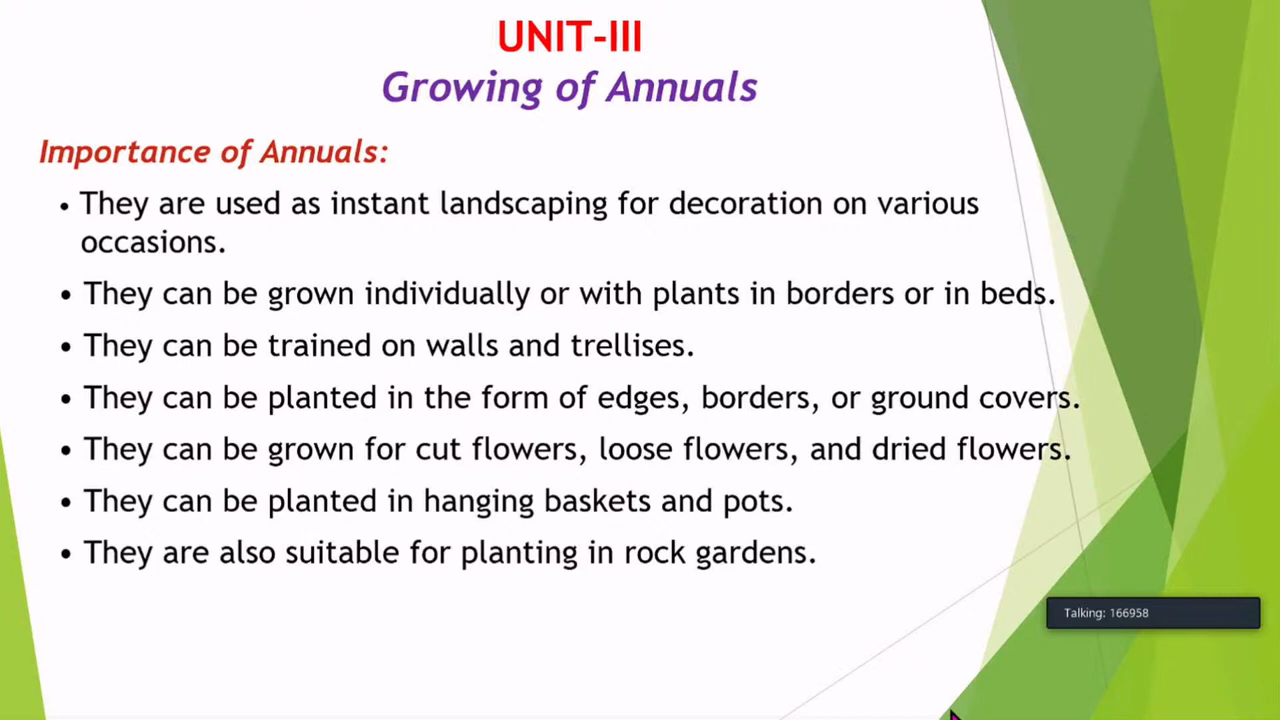 UNIT-III
Growing of Annuals
Importance of Annuals:
• They are used as instant landscaping for decoration on various
occasions.
• They can be grown individually or with plants in borders or in beds.
• They can be trained on walls and trellises.
• They can be planted in the form of edges, borders, or ground covers.
• They can be grown for cut flowers, loose flowers, and dried flowers.
• They can be planted in hanging baskets and pots.
• They are also suitable for planting in rock gardens.
Talking: 166958